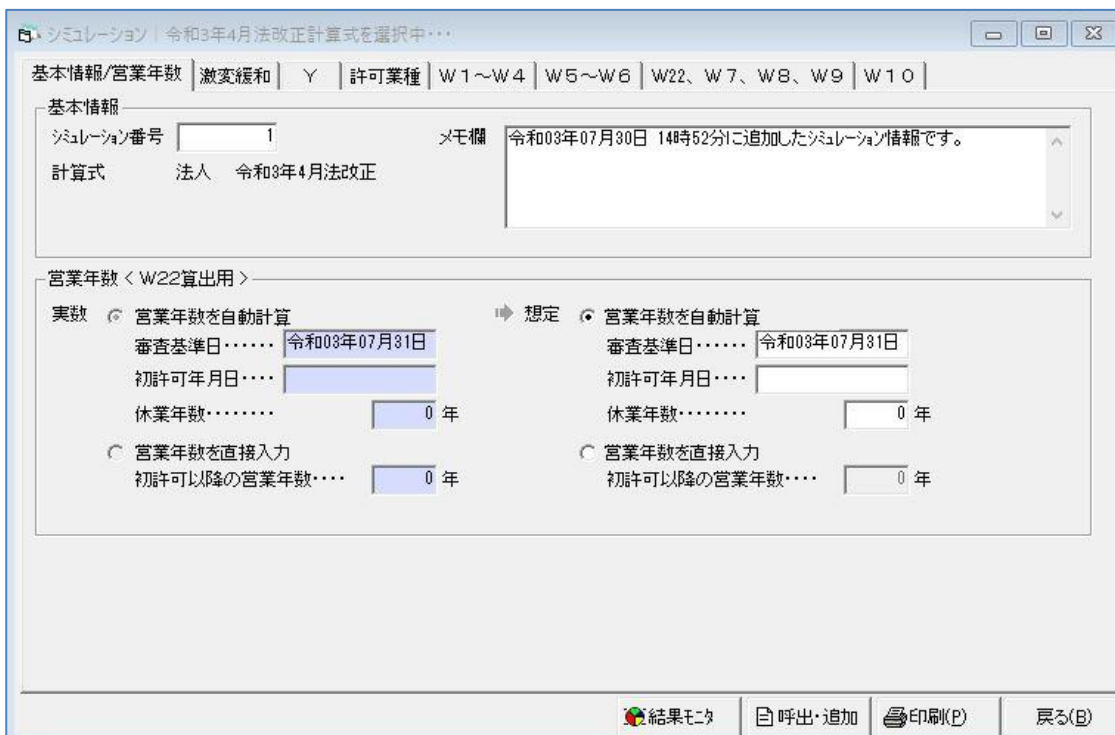 シミュレーション｜令和3年4月法改正計算式を選択中・・・
基本情報/営業年数 激変緩和 Y 許可業種 W1～W4 W5～W6 W22、W7、W8、W9 W10
基本情報
シミュレーション番号 1 メモ欄 令和03年07月30日 14時52分に追加したシミュレーション情報です。
計算式 法人 令和3年4月法改正
営業年数＜W22算出用＞
実数 営業年数を自動計算
審査基準日・・・・・・ 令和03年07月31日
初許可年月日・・・・
休業年数・・・・・・・・ 0 年
営業年数を直接入力
初許可以降の営業年数・・・・ 0 年
想定 営業年数を自動計算
審査基準日・・・・・・ 令和03年07月31日
初許可年月日・・・・
休業年数・・・・・・・・ 0 年
営業年数を直接入力
初許可以降の営業年数・・・・ 0 年
結果モニタ 呼出・追加 印刷(P) 戻る(B)